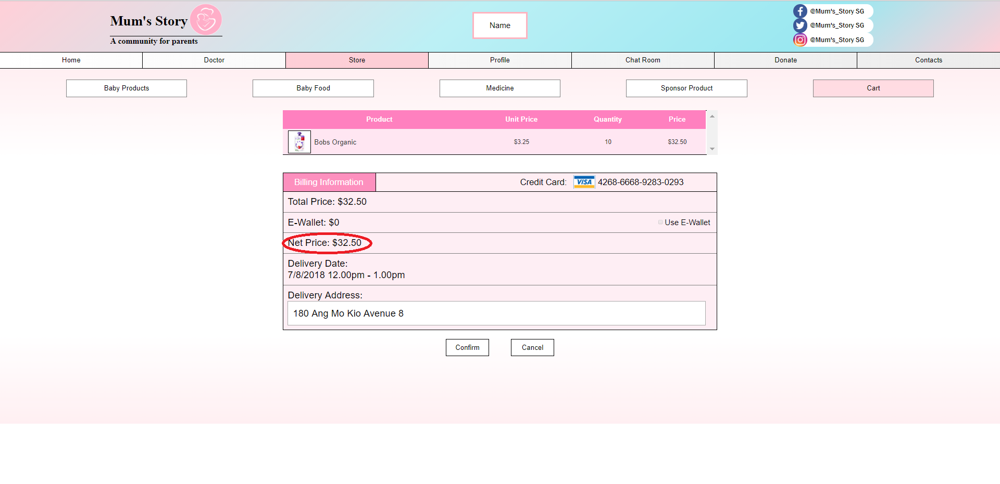 Mum's Story
A community for parents
Name
@Mum's_Story SG
@Mum's_Story SG
@Mum's_Story SG
Home Doctor Store Profile Chat Room Donate Contacts
Baby Products Baby Food Medicine Sponsor Product Cart
Product Unit Price Quantity Price
Bobs Organic $3.25 10 $32.50
Billing Information Credit Card: VISA 4268-6668-9283-0293
Total Price: $32.50
E-Wallet: $0 Use E-Wallet
Net Price: $32.50
Delivery Date:
7/8/2018 12.00pm - 1.00pm
Delivery Address:
180 Ang Mo Kio Avenue 8
Confirm Cancel